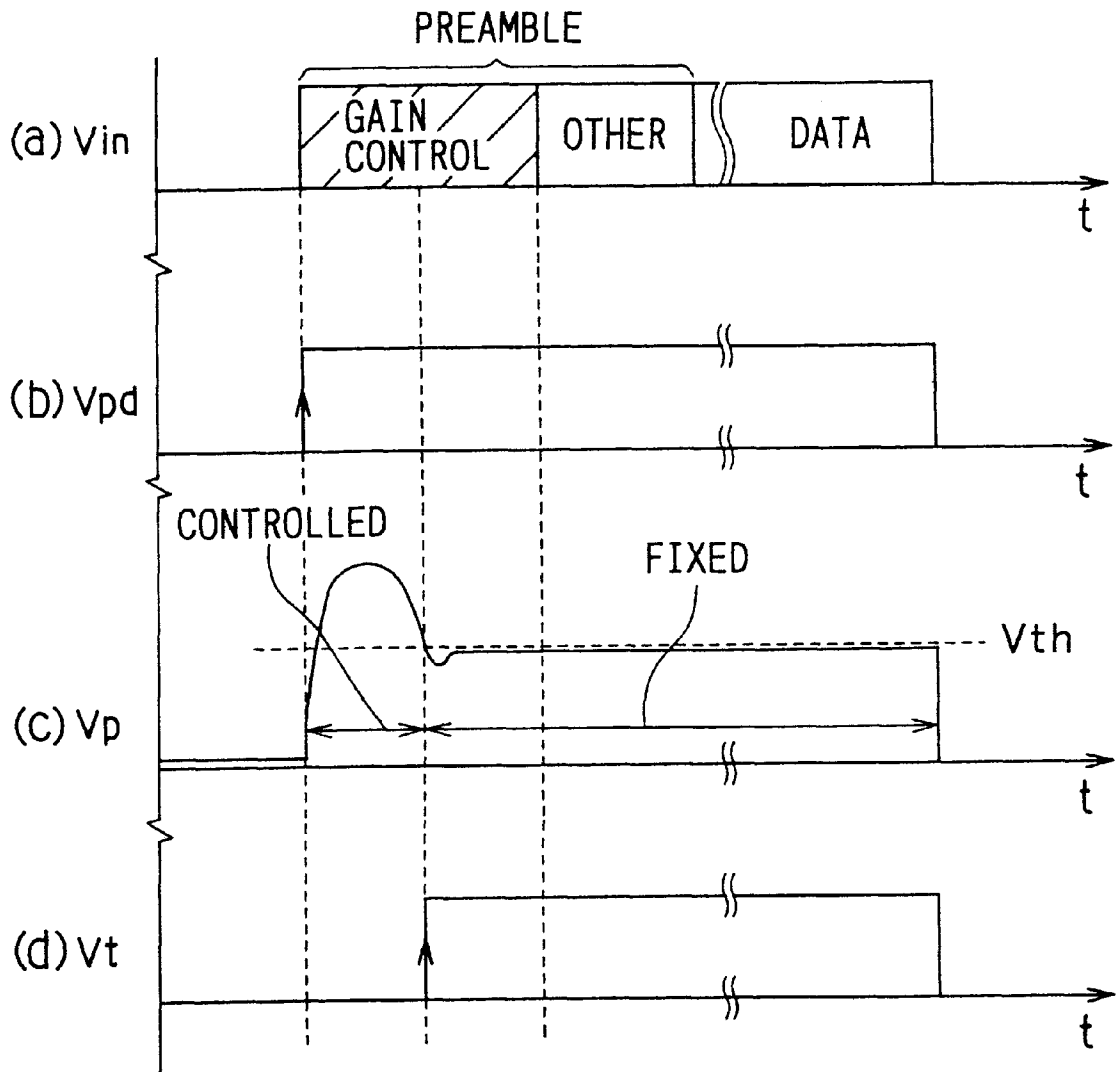 PREAMBLE
(a) Vin
GAIN
CONTROL
OTHER
DATA
t
(b) Vpd
t
CONTROLLED
FIXED
Vth
(c) Vp
t
(d) Vt
t